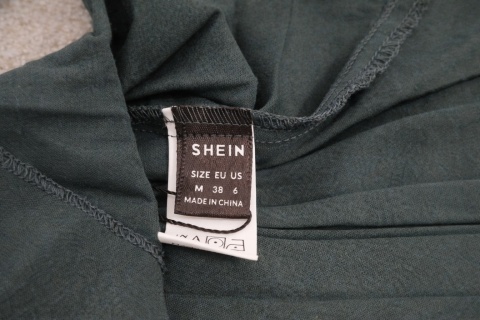 SHEIN
SIZE EU US
M 38 6
MADE IN CHINA